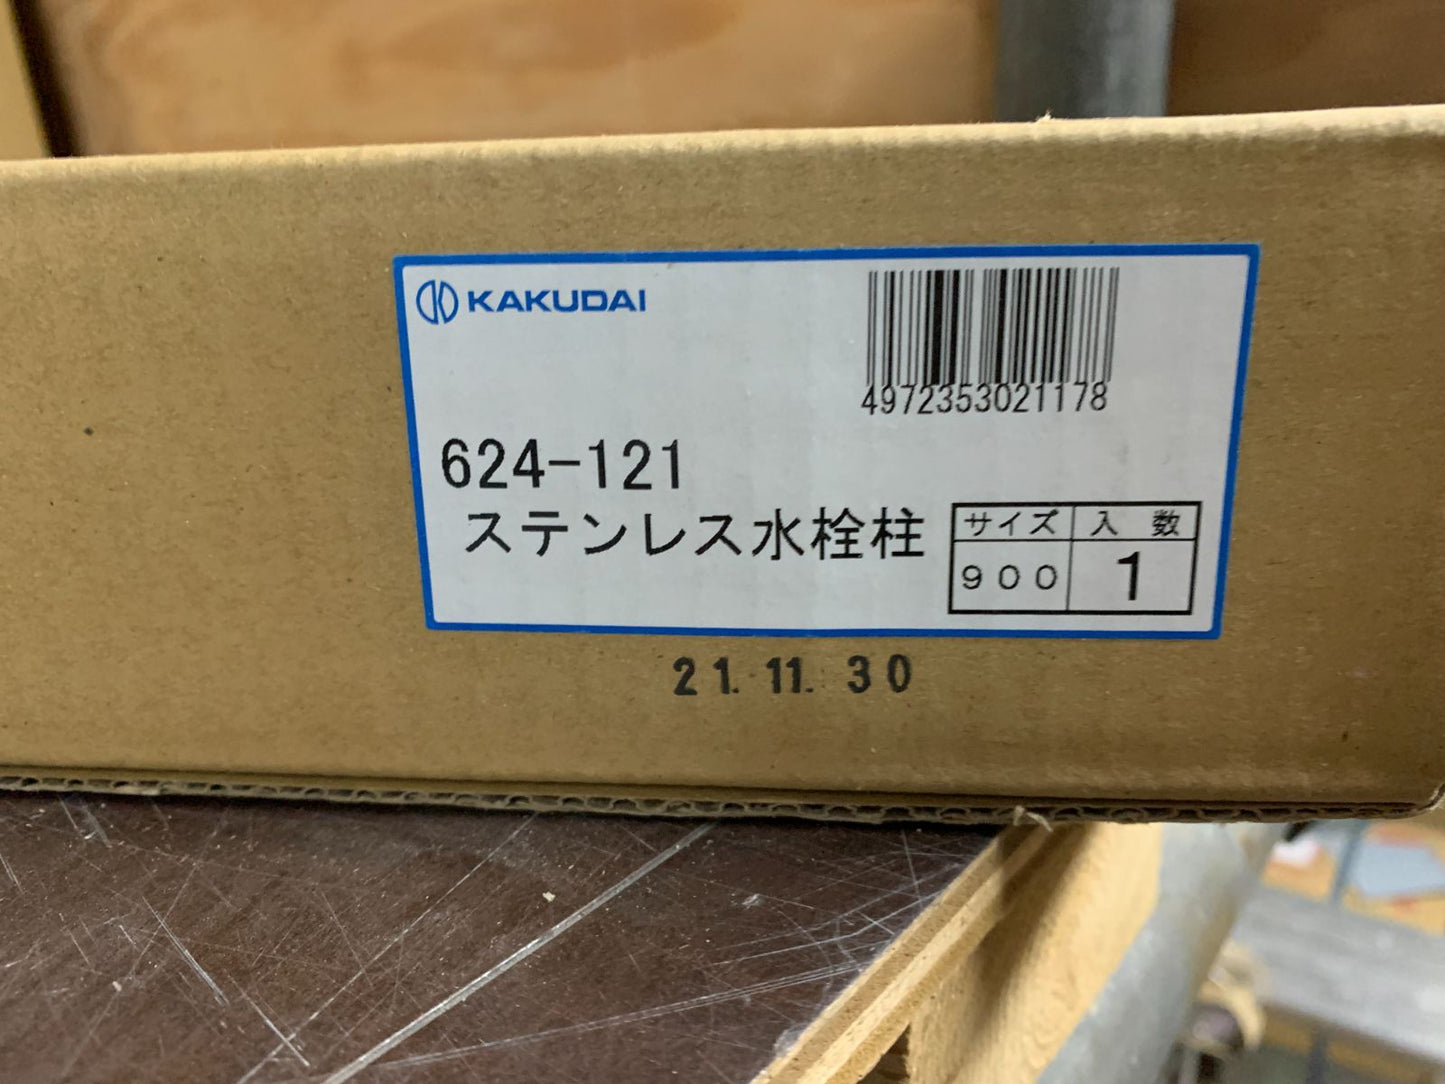 KAKUDAI
4972353021178
624-121
ステンレス水栓柱
サイズ 入数
900 1
21.11.30